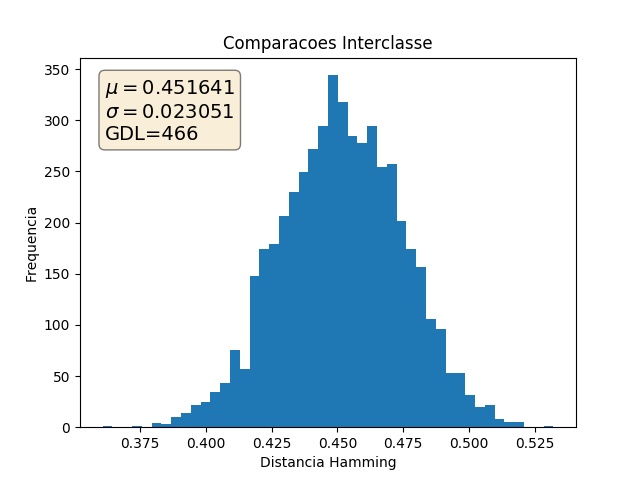 Comparacoes Interclasse
μ = 0.451641
σ = 0.023051
GDL=466
Frequencia
350
300
250
200
150
100
50
0
0.375 0.400 0.425 0.450 0.475 0.500 0.525
Distancia Hamming